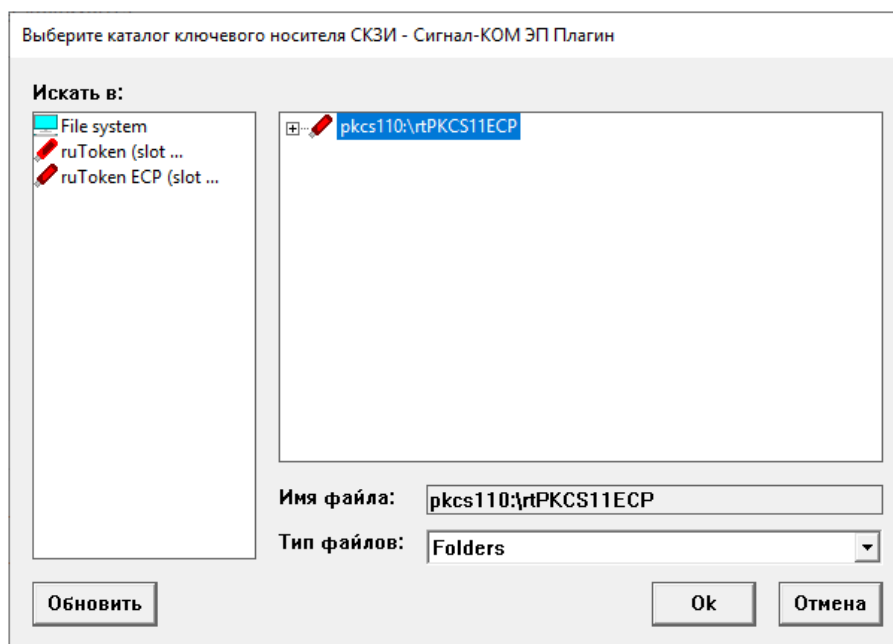 Выберите каталог ключевого носителя СКЗИ - Сигнал-КОМ ЭП Плагин
Искать в:
File system
ruToken (slot ...
ruToken ECP (slot ...
pkcs110:\rtPKCS11ECP
Имя файла: pkcs110:\rtPKCS11ECP
Тип файлов: Folders
Обновить Ok Отмена